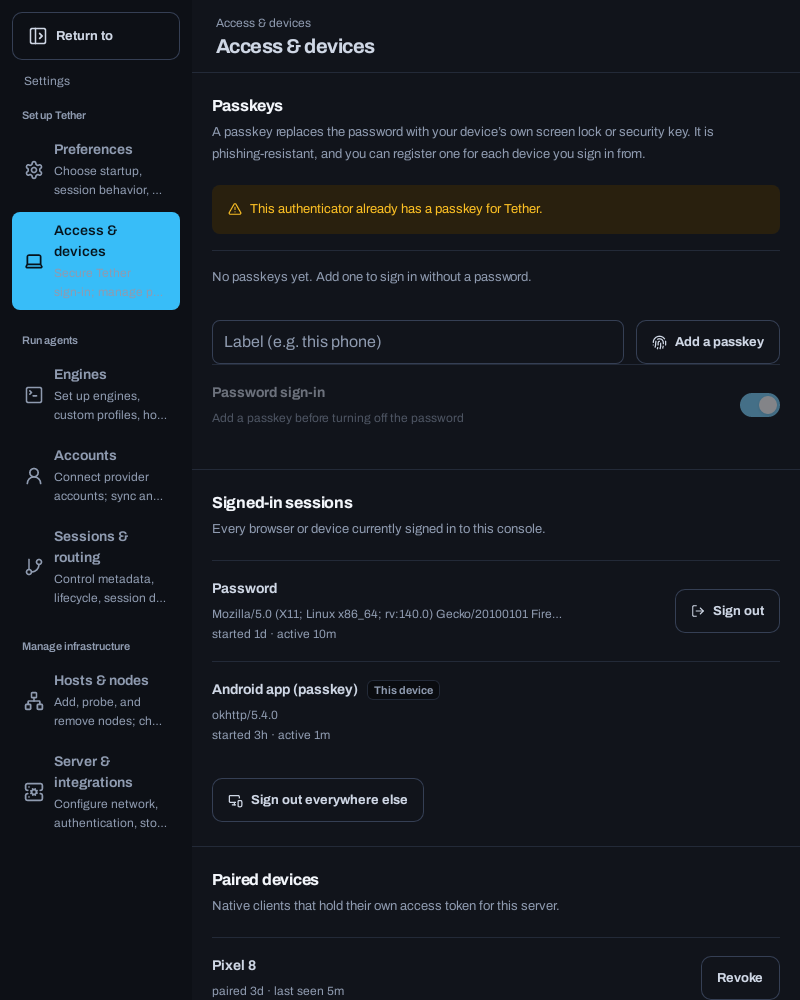 Return to
Settings
Set up Tether
Preferences
Choose startup,
session behavior, ...
Access &
devices
Run agents
Engines
Set up engines,
custom profiles, ho...
Accounts
Connect provider
accounts; sync an...
Sessions &
routing
Control metadata,
lifecycle, session d...
Manage infrastructure
Hosts & nodes
Add, probe, and
remove nodes; ch...
Server &
integrations
Configure network,
authentication, sto...
Access & devices
Access & devices
Passkeys
A passkey replaces the password with your device's own screen lock or security key. It is
phishing-resistant, and you can register one for each device you sign in from.
This authenticator already has a passkey for Tether.
No passkeys yet. Add one to sign in without a password.
Label (e.g. this phone)
Add a passkey
Password sign-in
Add a passkey before turning off the password
Signed-in sessions
Every browser or device currently signed in to this console.
Password
Mozilla/5.0 (X11; Linux x86_64; rv:140.0) Gecko/20100101 Fire...
started 1d · active 10m
Sign out
Android app (passkey) This device
okhttp/5.4.0
started 3h · active 1m
Sign out everywhere else
Paired devices
Native clients that hold their own access token for this server.
Pixel 8
paired 3d · last seen 5m
Revoke